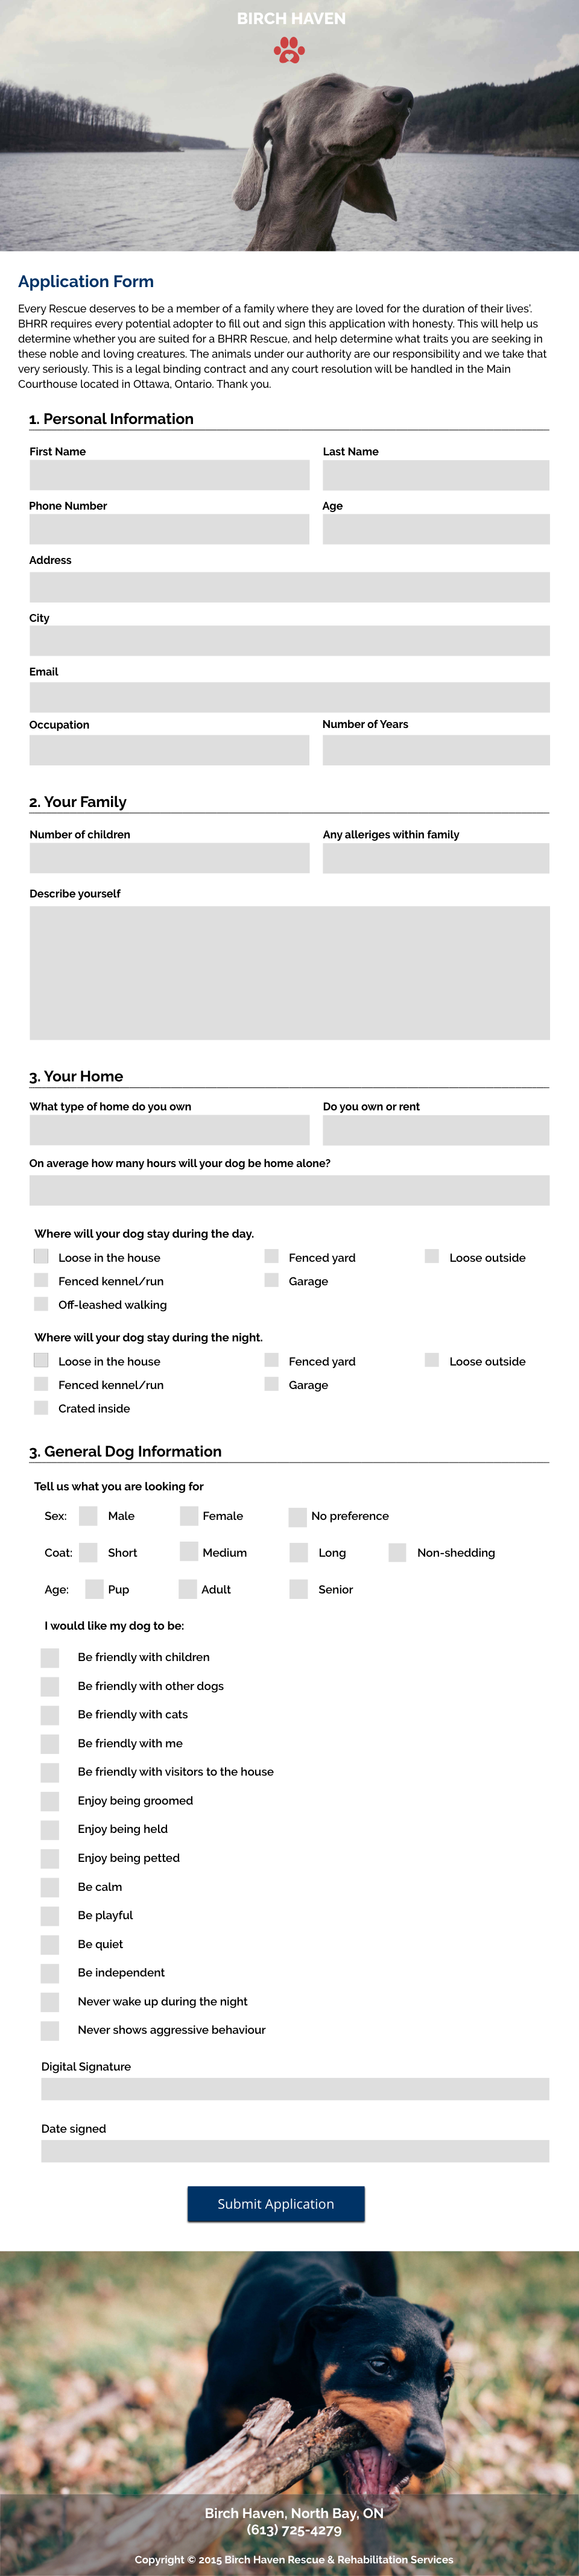 BIRCH HAVEN
Application Form
Every Rescue deserves to be a member of a family where they are loved for the duration of their lives'.
BHRR requires every potential adopter to fill out and sign this application with honesty. This will help us
determine whether you are suited for a BHRR Rescue, and help determine what traits you are seeking in
these noble and loving creatures. The animals under our authority are our responsibility and we take that
very seriously. This is a legal binding contract and any court resolution will be handled in the Main
Courthouse located in Ottawa, Ontario. Thank you.
1. Personal Information
First Name Last Name
Phone Number Age
Address
City
Email
Occupation Number of Years
2. Your Family
Number of children Any alleriges within family
Describe yourself
3. Your Home
What type of home do you own Do you own or rent
On average how many hours will your dog be home alone?
Where will your dog stay during the day.
Loose in the house Fenced yard Loose outside
Fenced kennel/run Garage
Off-leashed walking
Where will your dog stay during the night.
Loose in the house Fenced yard Loose outside
Fenced kennel/run Garage
Crated inside
3. General Dog Information
Tell us what you are looking for
Sex: Male Female No preference
Coat: Short Medium Long Non-shedding
Age: Pup Adult Senior
I would like my dog to be:
Be friendly with children
Be friendly with other dogs
Be friendly with cats
Be friendly with me
Be friendly with visitors to the house
Enjoy being groomed
Enjoy being held
Enjoy being petted
Be calm
Be playful
Be quiet
Be independent
Never wake up during the night
Never shows aggressive behaviour
Digital Signature
Date signed
Submit Application
Birch Haven, North Bay, ON
(613) 725-4279
Copyright © 2015 Birch Haven Rescue & Rehabilitation Services